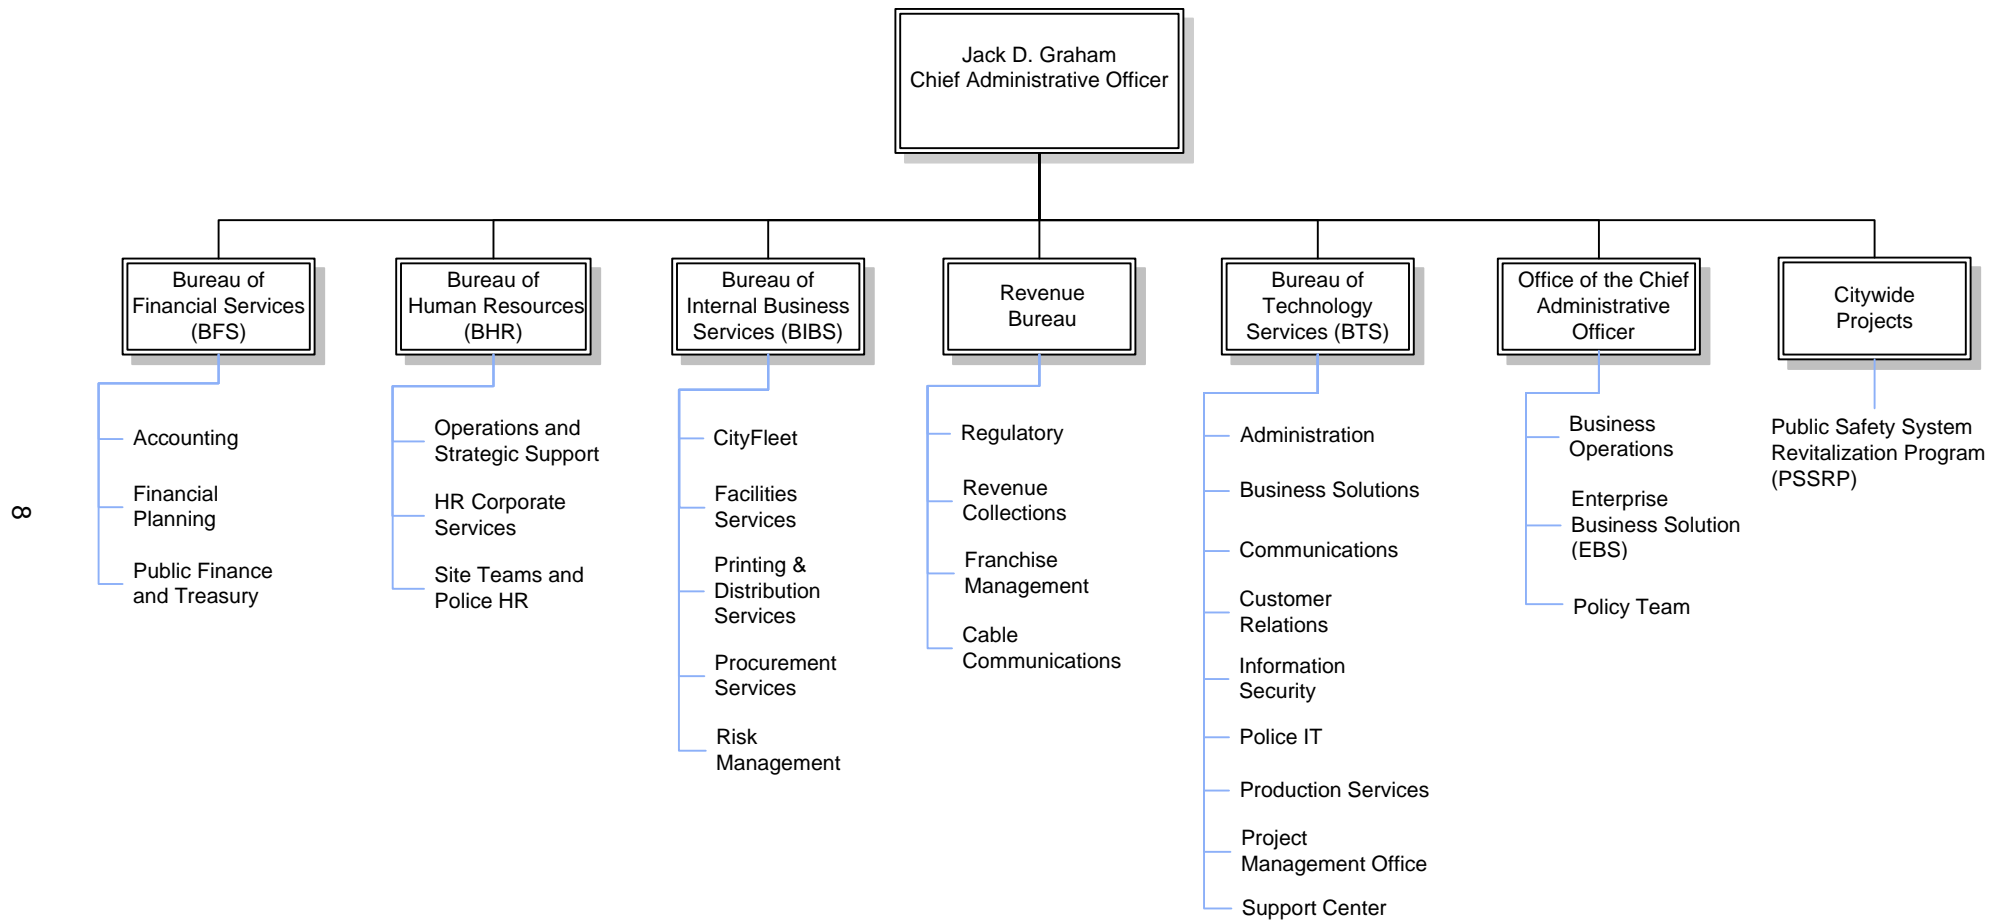 Jack D. Graham
Chief Administrative Officer
Bureau of
Financial Services
(BFS)
Bureau of
Human Resources
(BHR)
Bureau of
Internal Business
Services (BIBS)
Revenue
Bureau
Bureau of
Technology
Services (BTS)
Office of the Chief
Administrative
Officer
Citywide
Projects
Accounting
Financial
Planning
Public Finance
and Treasury
Operations and
Strategic Support
HR Corporate
Services
Site Teams and
Police HR
CityFleet
Facilities
Services
Printing &
Distribution
Services
Procurement
Services
Risk
Management
Regulatory
Revenue
Collections
Franchise
Management
Cable
Communications
Administration
Business Solutions
Communications
Customer
Relations
Information
Security
Police IT
Production Services
Project
Management Office
Support Center
Business
Operations
Enterprise
Business Solution
(EBS)
Policy Team
Public Safety System
Revitalization Program
(PSSRP)
8